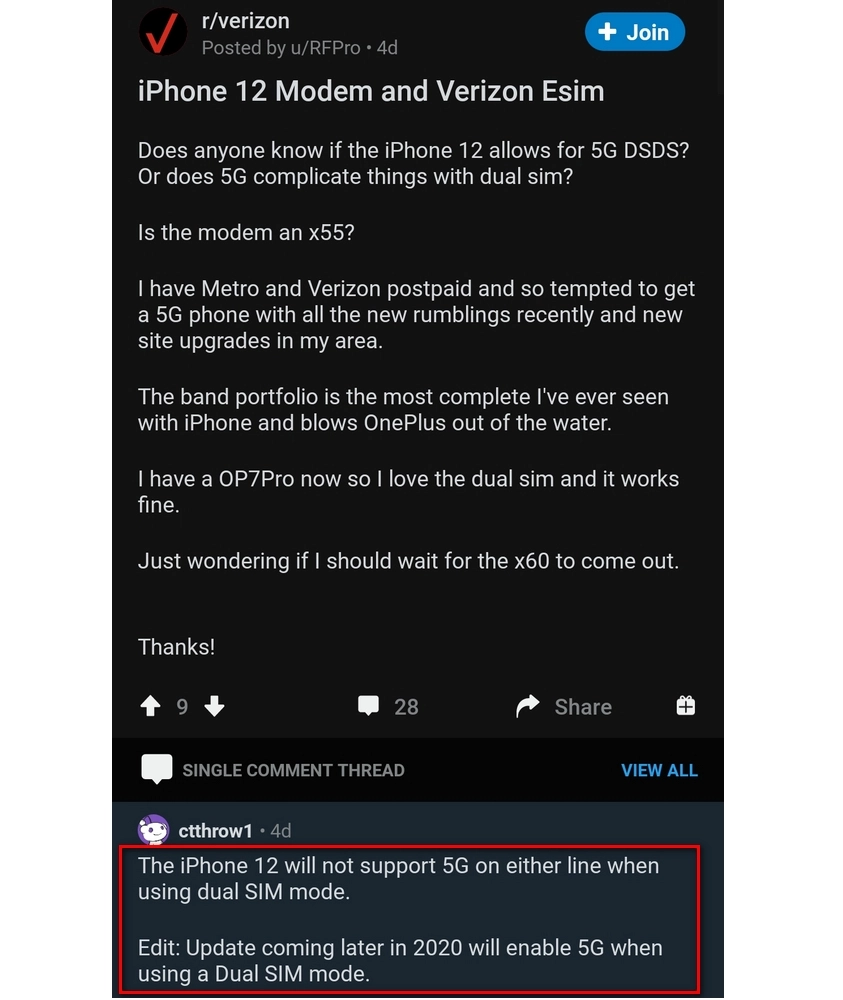 r/verizon
Posted by u/RFPro • 4d
+ Join
iPhone 12 Modem and Verizon Esim
Does anyone know if the iPhone 12 allows for 5G DSDS?
Or does 5G complicate things with dual sim?
Is the modem an x55?
I have Metro and Verizon postpaid and so tempted to get
a 5G phone with all the new rumblings recently and new
site upgrades in my area.
The band portfolio is the most complete I've ever seen
with iPhone and blows OnePlus out of the water.
I have a OP7Pro now so I love the dual sim and it works
fine.
Just wondering if I should wait for the x60 to come out.
Thanks!
9 28 Share
SINGLE COMMENT THREAD VIEW ALL
ctthrow1 • 4d
The iPhone 12 will not support 5G on either line when
using dual SIM mode.
Edit: Update coming later in 2020 will enable 5G when
using a Dual SIM mode.